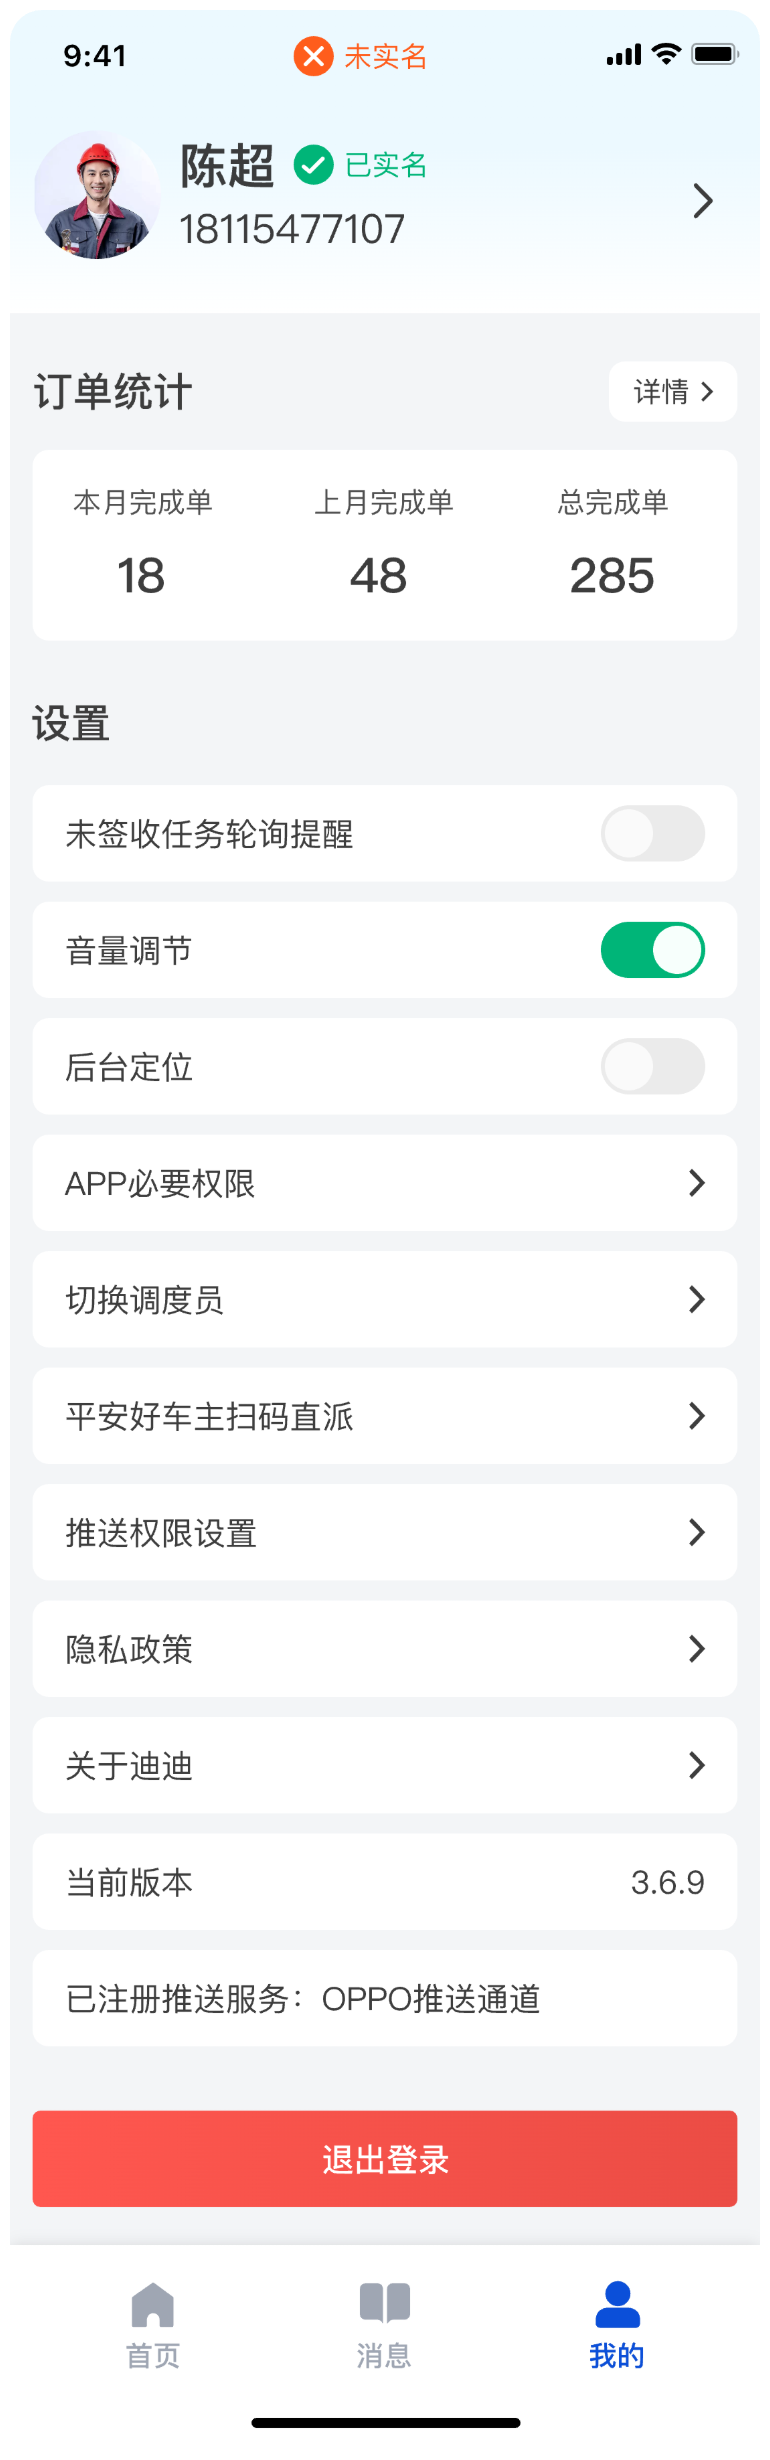 9:41
未实名
陈超
已实名
18115477107
订单统计
详情
本月完成单
上月完成单
总完成单
18
48
285
设置
未签收任务轮询提醒
音量调节
后台定位
APP必要权限
切换调度员
平安好车主扫码直派
推送权限设置
隐私政策
关于迪迪
当前版本
3.6.9
已注册推送服务：OPPO推送通道
退出登录
首页
消息
我的